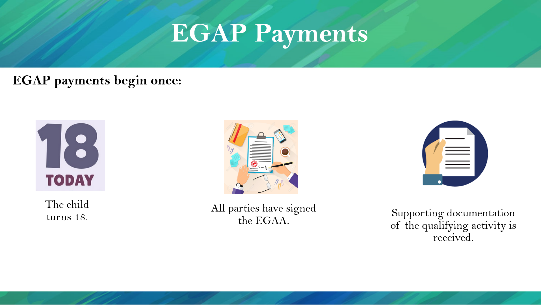 EGAP Payments
EGAP payments begin once:
18
TODAY
The child
turns 18.
All parties have signed
the EGAA.
Supporting documentation
of the qualifying activity is
received.